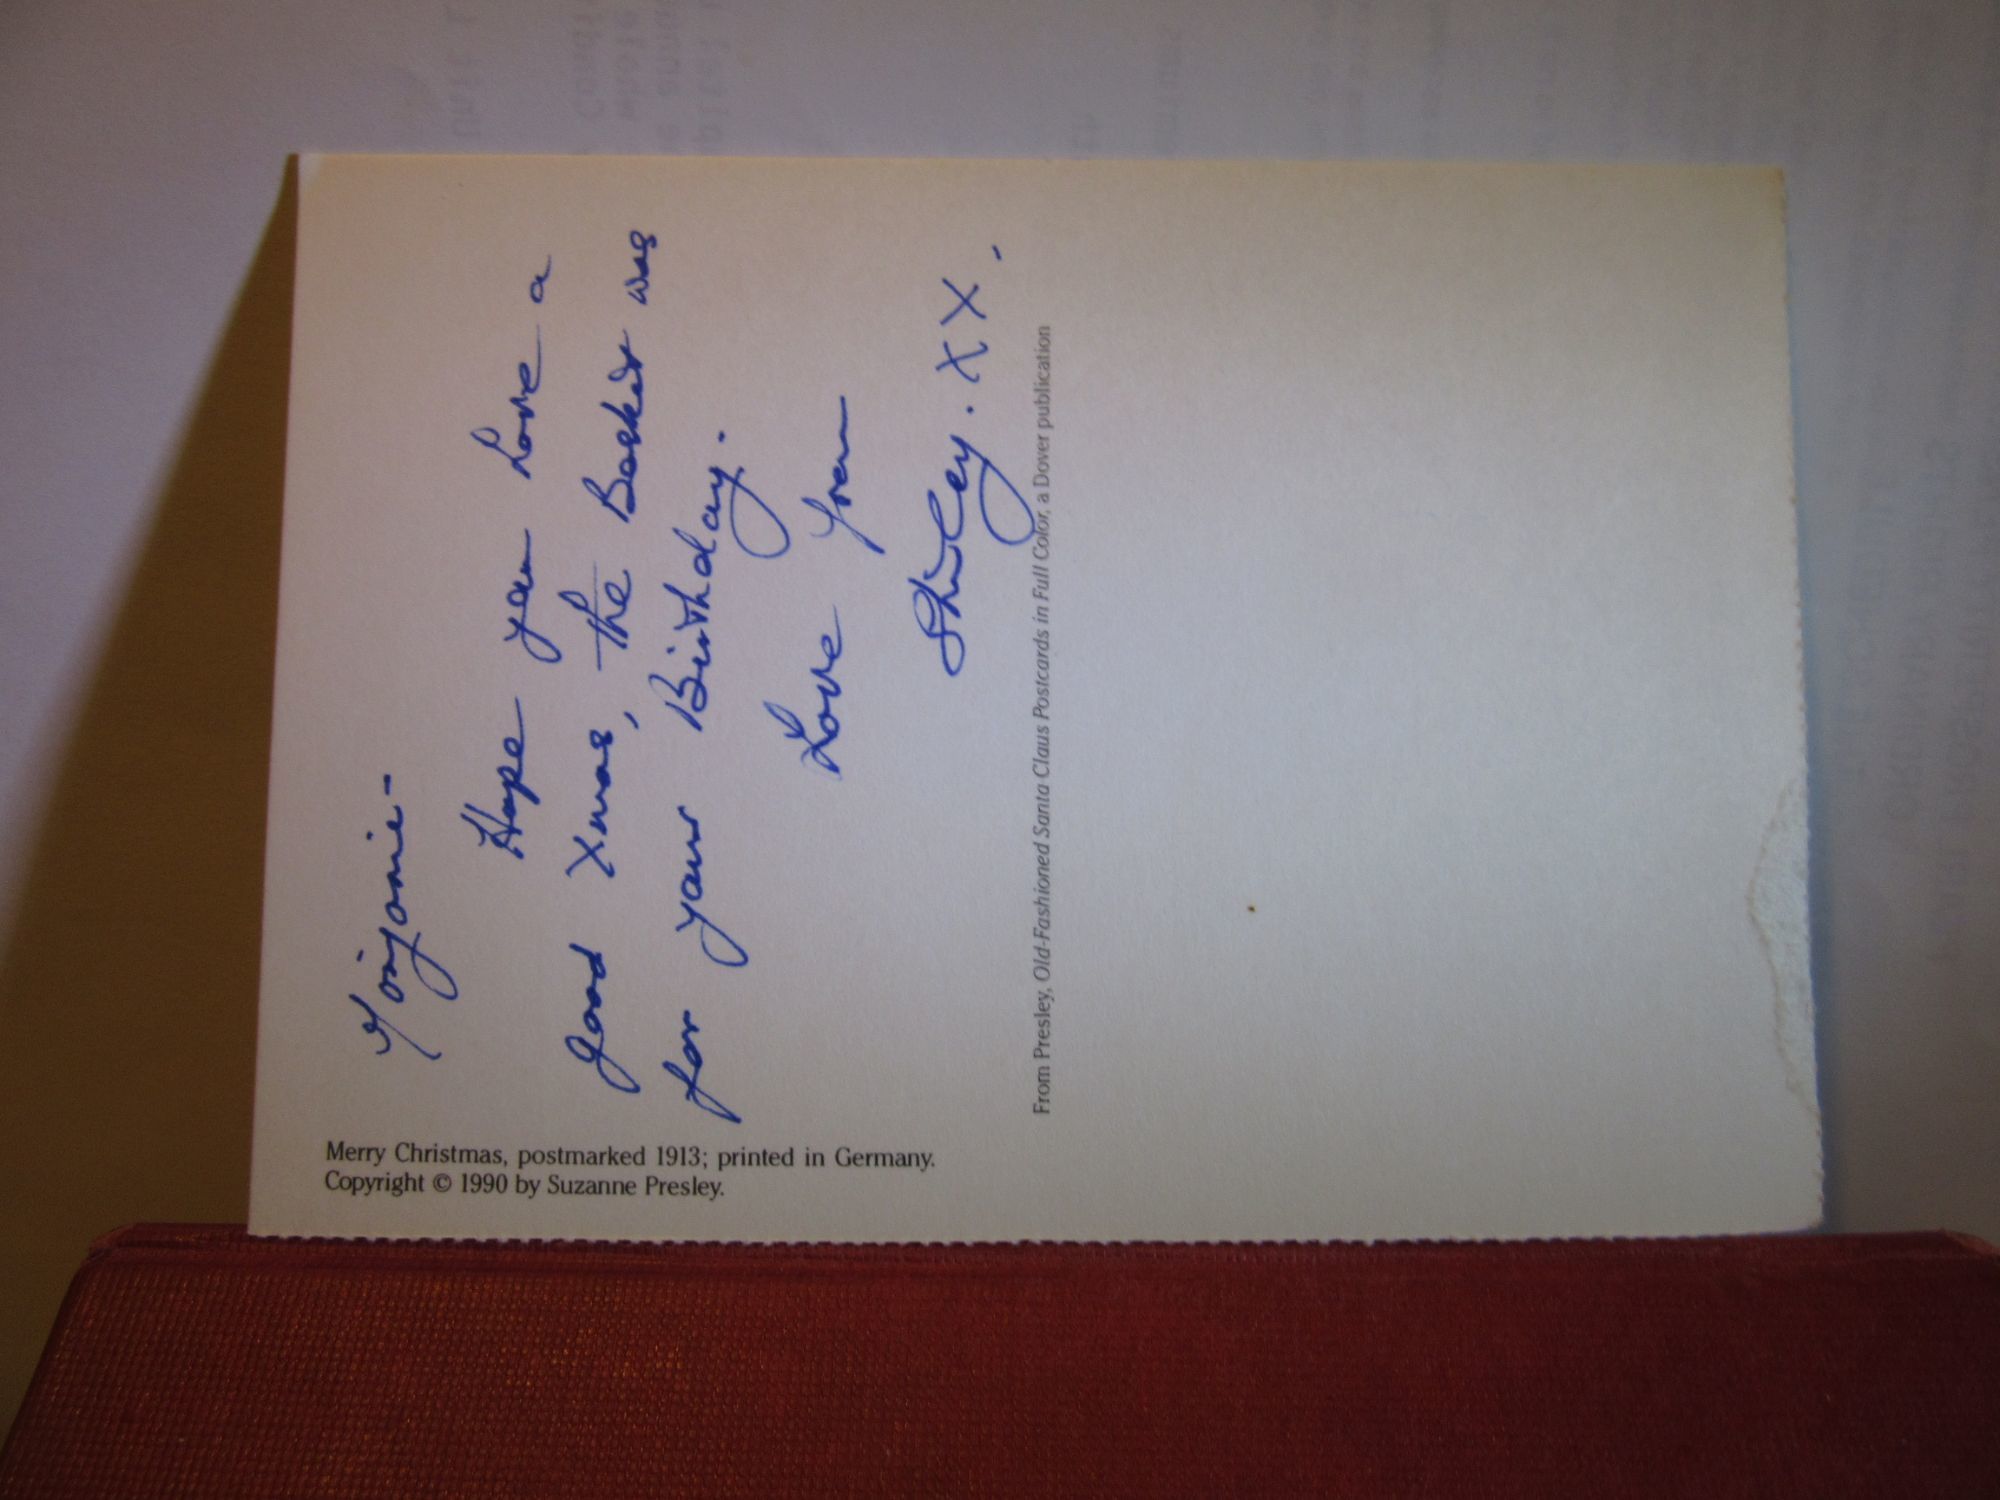 Hope you Love a
good Xmas, the Basket was
for your Birthday.
Love from
Shirley. XX.
From Presley, Old-Fashioned Santa Claus Postcards in Full Color, a Dover publication
Merry Christmas, postmarked 1913; printed in Germany.
Copyright © 1990 by Suzanne Presley.